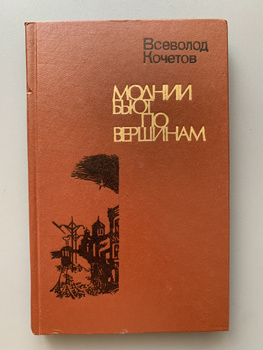 Всеволод
Кочетов
МОЛНИИ
БЬЮТ
ПО
ВЕРШИНАМ